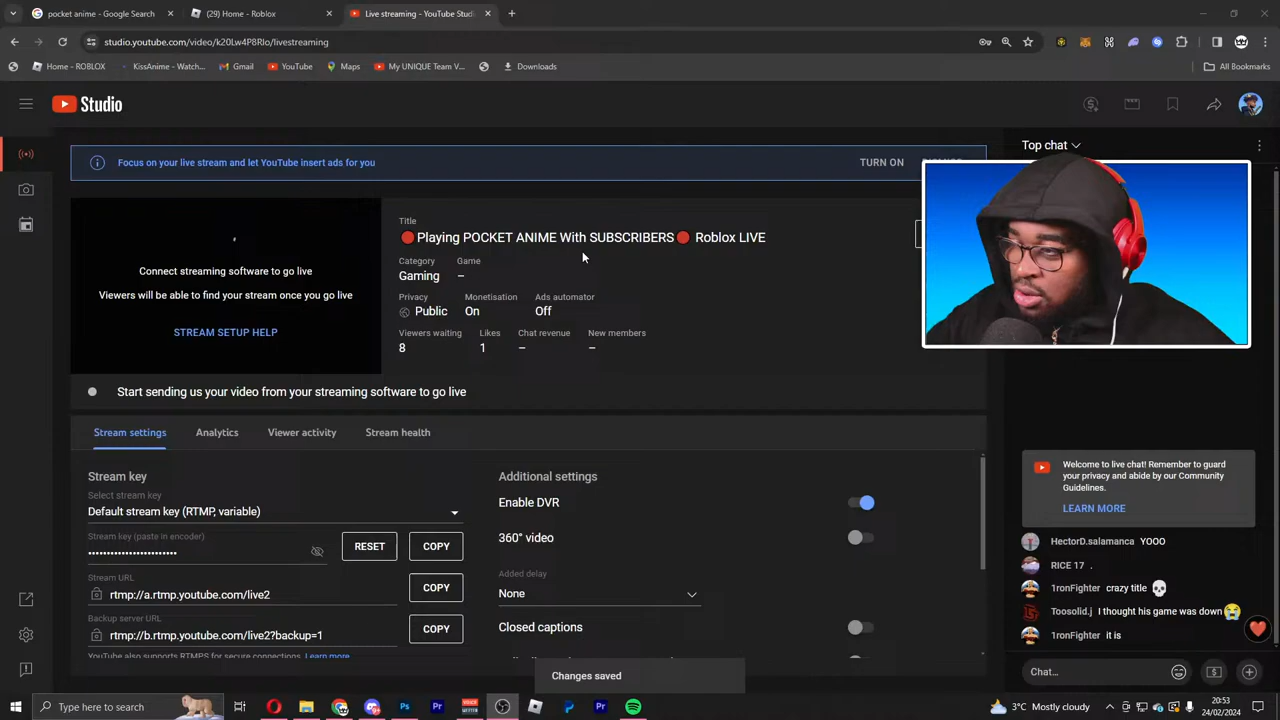 pocket anime - Google Search
(29) Home - Roblox
Live streaming - YouTube Studi
studio.youtube.com/video/k20Lw4P8Rlo/livestreaming
Home - ROBLOX
KissAnime - Watch...
Gmail
YouTube
Maps
My UNIQUE Team V...
Downloads
All Bookmarks
Studio
Focus on your live stream and let YouTube insert ads for you
TURN ON
Top chat
Connect streaming software to go live
Viewers will be able to find your stream once you go live
STREAM SETUP HELP
Title
🔴Playing POCKET ANIME With SUBSCRIBERS🔴 Roblox LIVE
Category
Game
Gaming
–
Privacy
Monetisation
Ads automator
Public
On
Off
Viewers waiting
Likes
Chat revenue
New members
8
1
–
–
Start sending us your video from your streaming software to go live
Stream settings
Analytics
Viewer activity
Stream health
Stream key
Select stream key
Default stream key (RTMP, variable)
Stream key (paste in encoder)
••••••••••••••••••••••••
RESET
COPY
Stream URL
rtmp://a.rtmp.youtube.com/live2
COPY
Backup server URL
rtmp://b.rtmp.youtube.com/live2?backup=1
COPY
YouTube also supports RTMPS for secure connections. Learn more
Additional settings
Enable DVR
360° video
Added delay
None
Closed captions
Changes saved
Welcome to live chat! Remember to guard
your privacy and abide by our Community
Guidelines.
LEARN MORE
HectorD.salamanca YOOO
RICE 17 .
1ronFighter crazy title 💀
Toosolid.j I thought his game was down 😭
1ronFighter it is
Chat...
Type here to search
3°C Mostly cloudy
20:53
24/02/2024